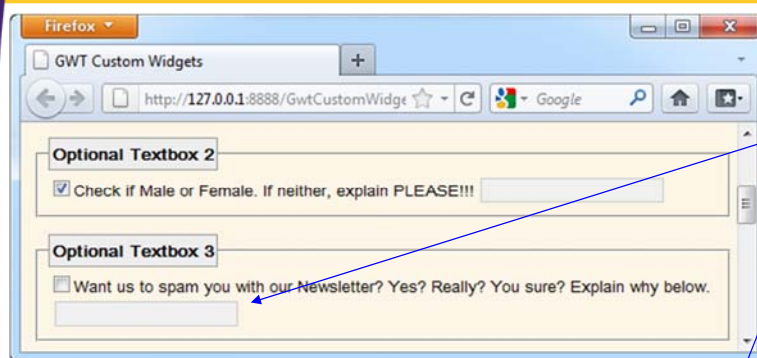 Firefox
GWT Custom Widgets
http://127.0.0.1:8888/GwtCustomWidge
Google
Optional Textbox 2
Check if Male or Female. If neither, explain PLEASE!!!
Optional Textbox 3
Want us to spam you with our Newsletter? Yes? Really? You sure? Explain why below.